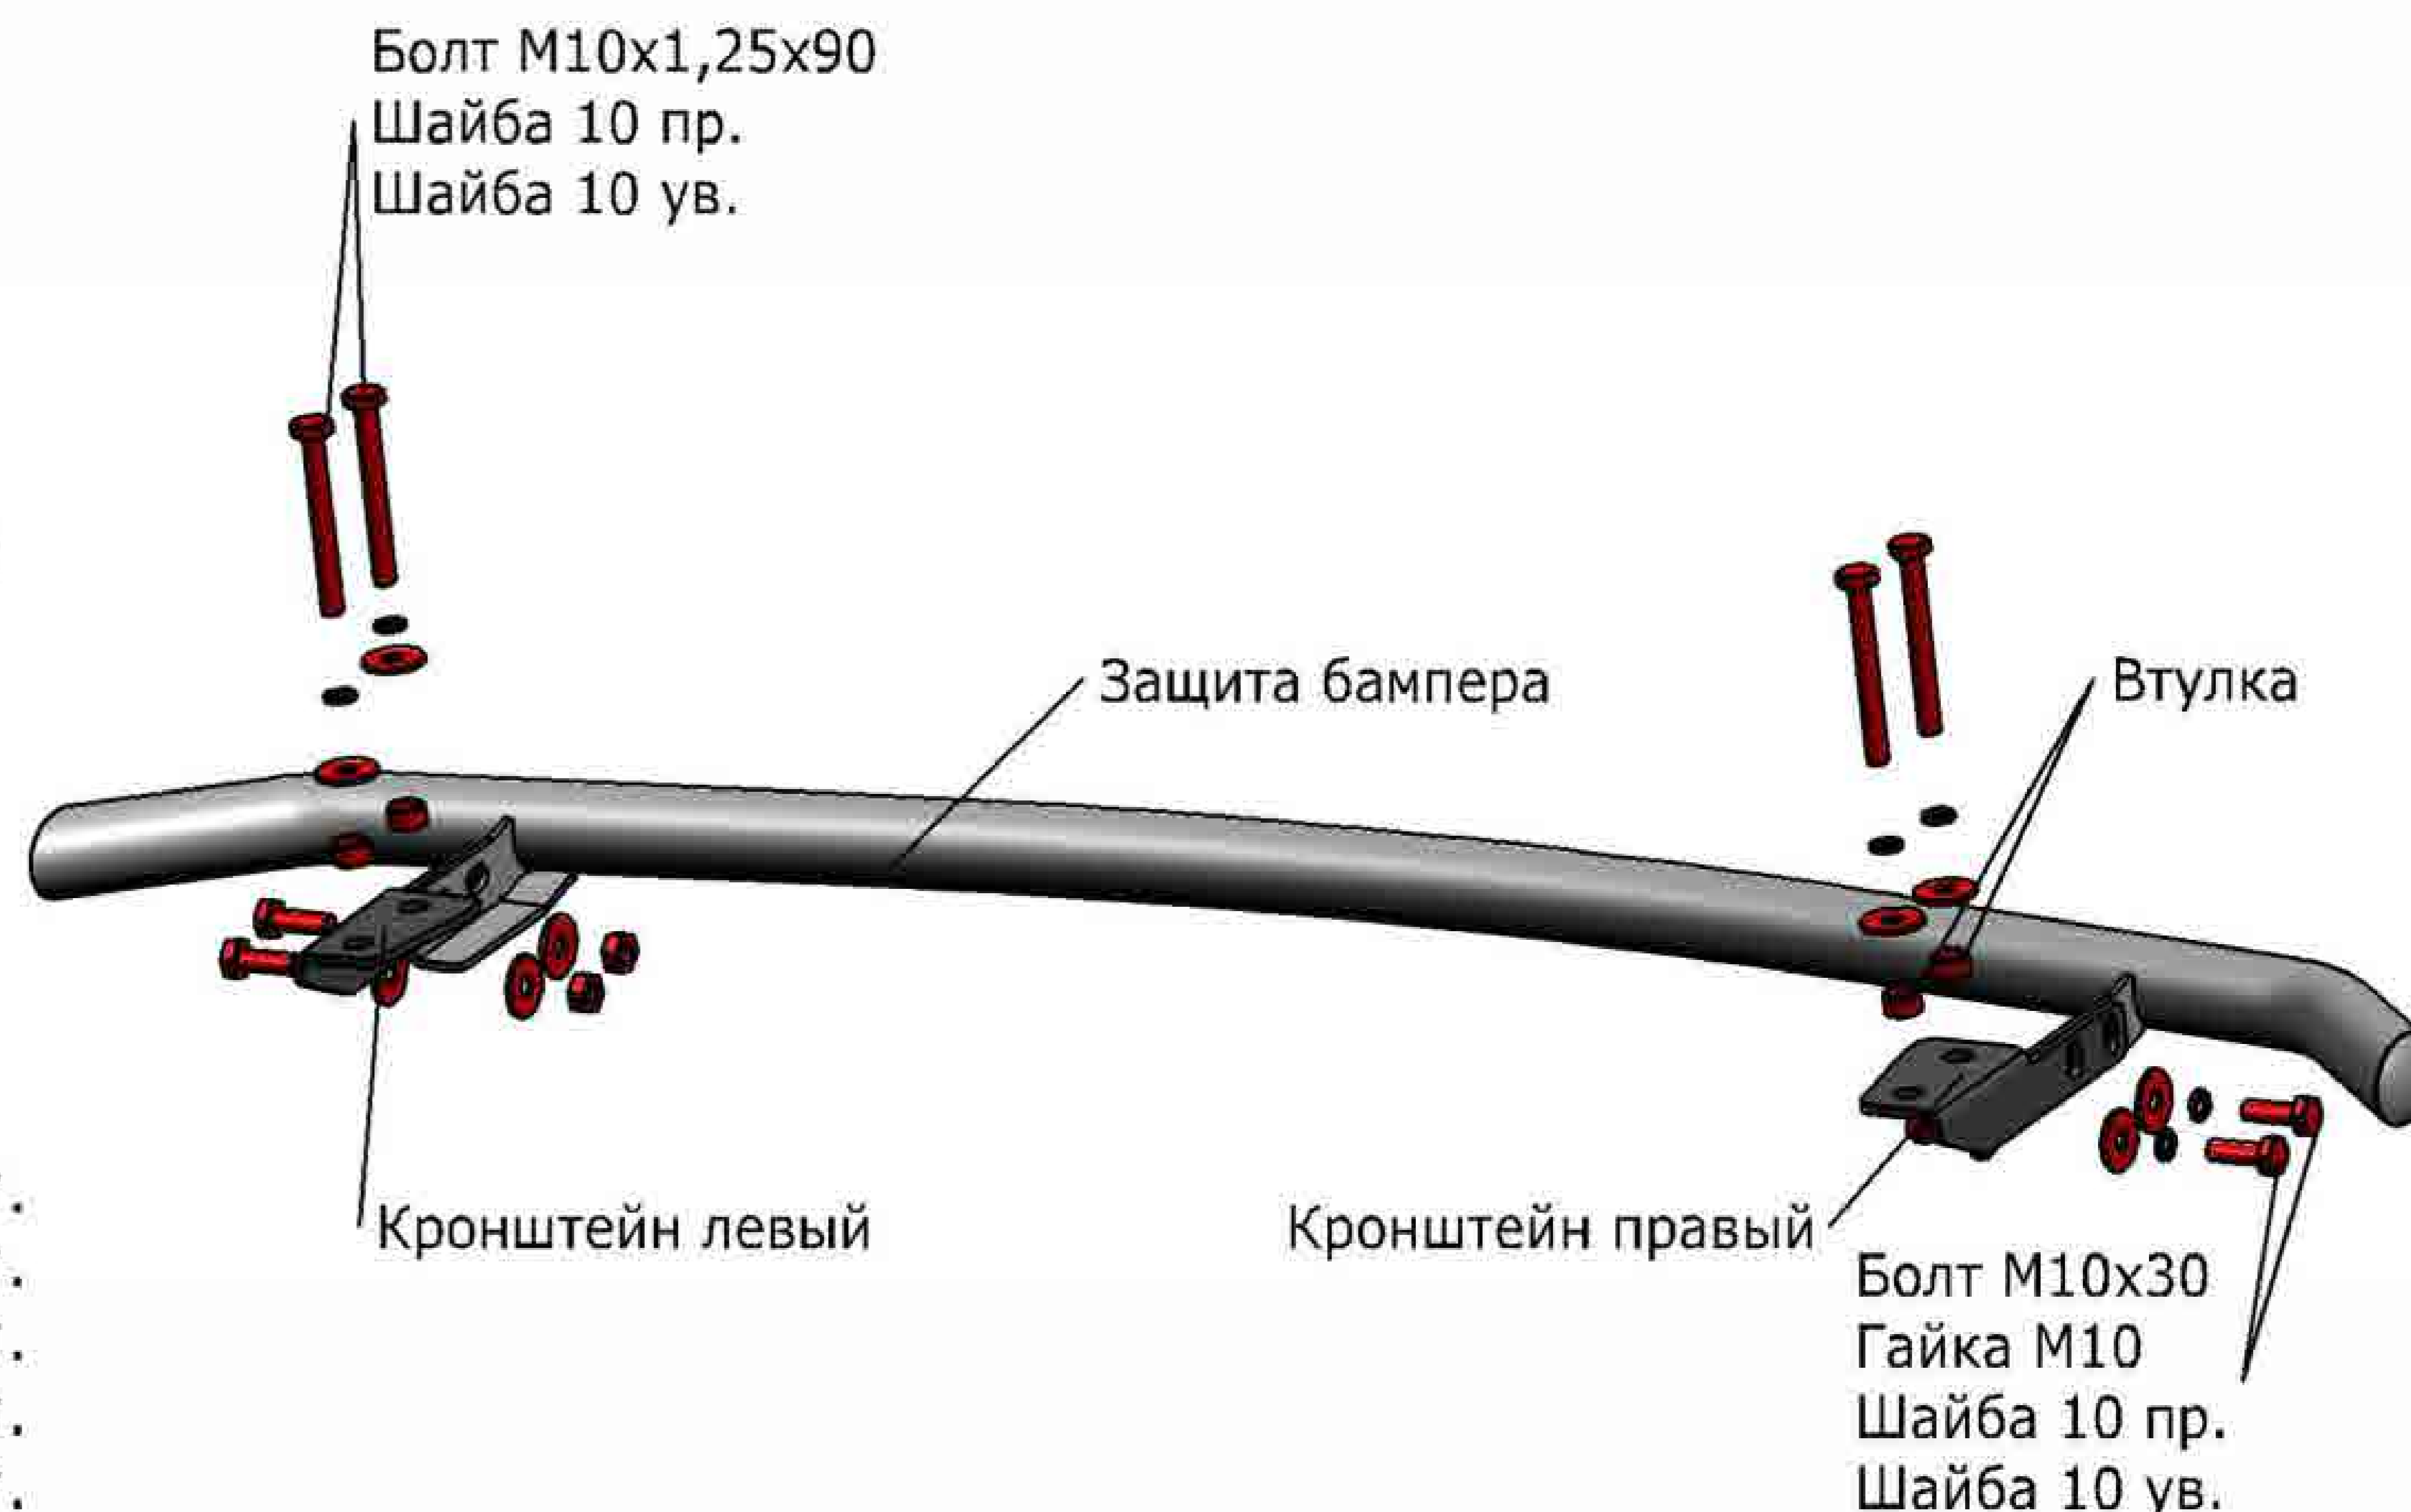 Болт М10х1,25х90
Шайба 10 пр.
Шайба 10 ув.
Защита бампера
Втулка
Кронштейн левый
Кронштейн правый
Болт М10х30
Гайка М10
Шайба 10 пр.
Шайба 10 ув.